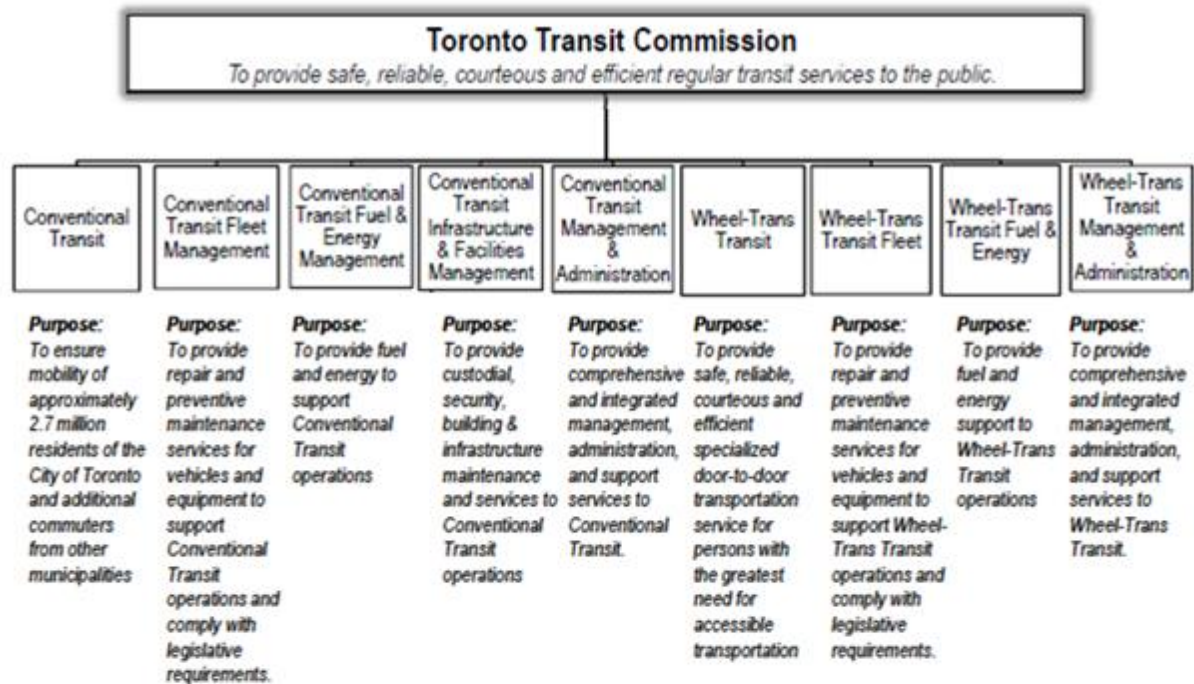 Toronto Transit Commission
To provide safe, reliable, courteous and efficient regular transit services to the public.
Conventional
Transit
Conventional
Transit Fleet
Management
Conventional
Transit Fuel &
Energy
Management
Conventional
Transit
Infrastructure
& Facilities
Management
Conventional
Transit
Management
&
Administration
Wheel-Trans
Transit
Wheel-Trans
Transit Fleet
Wheel-Trans
Transit Fuel &
Energy
Wheel-Trans
Transit
Management
&
Administration
Purpose:
To ensure
mobility of
approximately
2.7 million
residents of the
City of Toronto
and additional
commuters
from other
municipalities
Purpose:
To provide
repair and
preventive
maintenance
services for
vehicles and
equipment to
support
Conventional
Transit
operations and
comply with
legislative
requirements.
Purpose:
To provide fuel
and energy to
support
Conventional
Transit
operations
Purpose:
To provide
custodial,
security,
building &
infrastructure
maintenance
and services to
Conventional
Transit
operations
Purpose:
To provide
comprehensive
and integrated
management,
administration,
and support
services to
Conventional
Transit.
Purpose:
To provide
safe, reliable,
courteous and
efficient
specialized
door-to-door
transportation
service for
persons with
the greatest
need for
accessible
transportation
Purpose:
To provide
repair and
preventive
maintenance
services for
vehicles and
equipment to
support Wheel-
Trans Transit
operations and
comply with
legislative
requirements.
Purpose:
To provide
fuel and
energy
support to
Wheel-Trans
Transit
operations
Purpose:
To provide
comprehensive
and integrated
management,
administration,
and support
services to
Wheel-Trans
Transit.